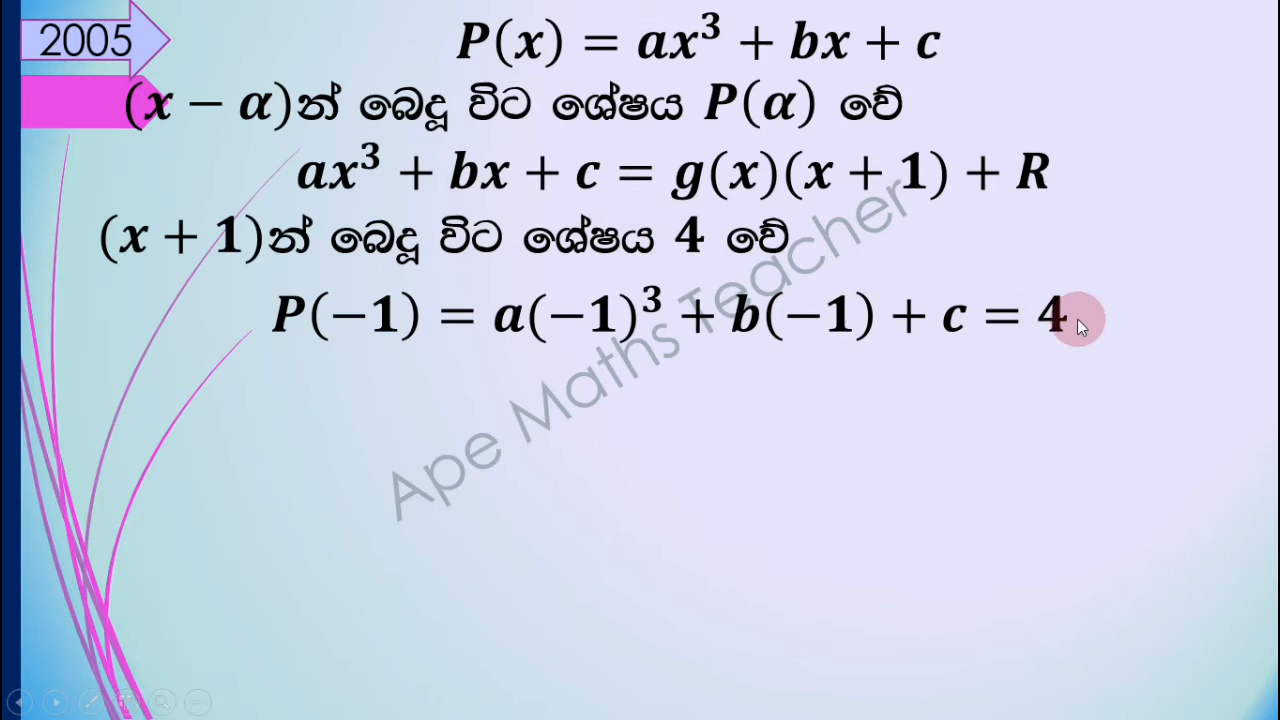 2005
P(x) = ax³ + bx + c
(x − α)න් බෙදූ විට ශේෂය P(α) වේ
ax³ + bx + c = g(x)(x + 1) + R
(x + 1)න් බෙදූ විට ශේෂය 4 වේ
P(−1) = a(−1)³ + b(−1) + c = 4
Ape Maths Teacher